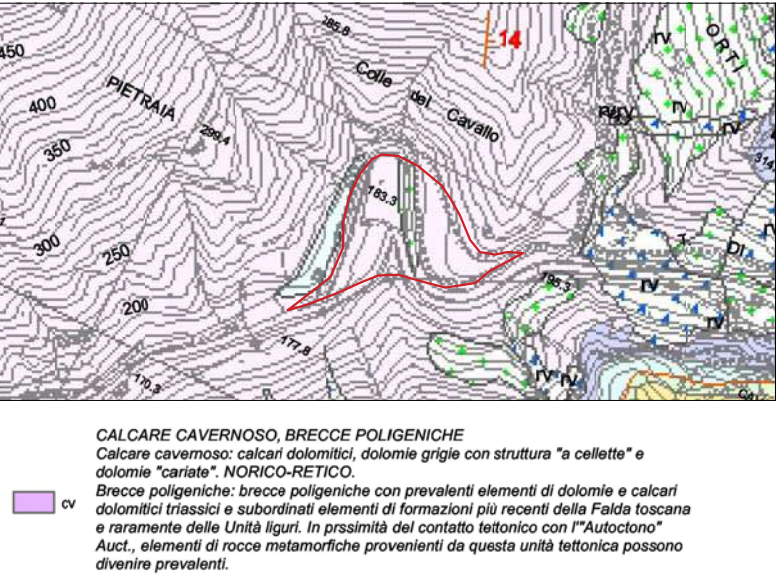 450
285.8
14
rv
ORTI
400
PIETRAIA
Colle del Cavallo
299.4
rv
rv
350
183.3
300
250
DI
200
198.3
rv
rv
177.8
170.3
rv
rv
CALCARE CAVERNOSO, BRECCE POLIGENICHE
Calcare cavernoso: calcari dolomitici, dolomie grigie con struttura "a cellette" e
dolomie "cariate". NORICO-RETICO.
cv
Brecce poligeniche: brecce poligeniche con prevalenti elementi di dolomie e calcari
dolomitici triassici e subordinati elementi di formazioni più recenti della Falda toscana
e raramente delle Unità liguri. In prssimità del contatto tettonico con l'"Autoctono"
Auct., elementi di rocce metamorfiche provenienti da questa unità tettonica possono
divenire prevalenti.